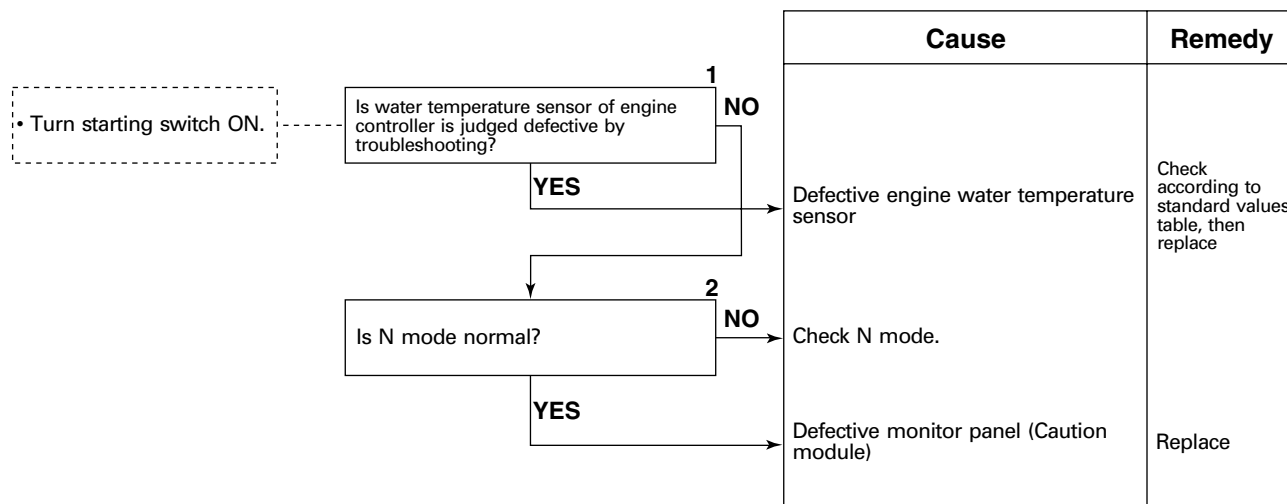 Cause
Remedy
• Turn starting switch ON.
1
Is water temperature sensor of engine
controller is judged defective by
troubleshooting?
NO
YES
Defective engine water temperature
sensor
Check
according to
standard values
table, then
replace
2
Is N mode normal?
NO
Check N mode.
YES
Defective monitor panel (Caution
module)
Replace